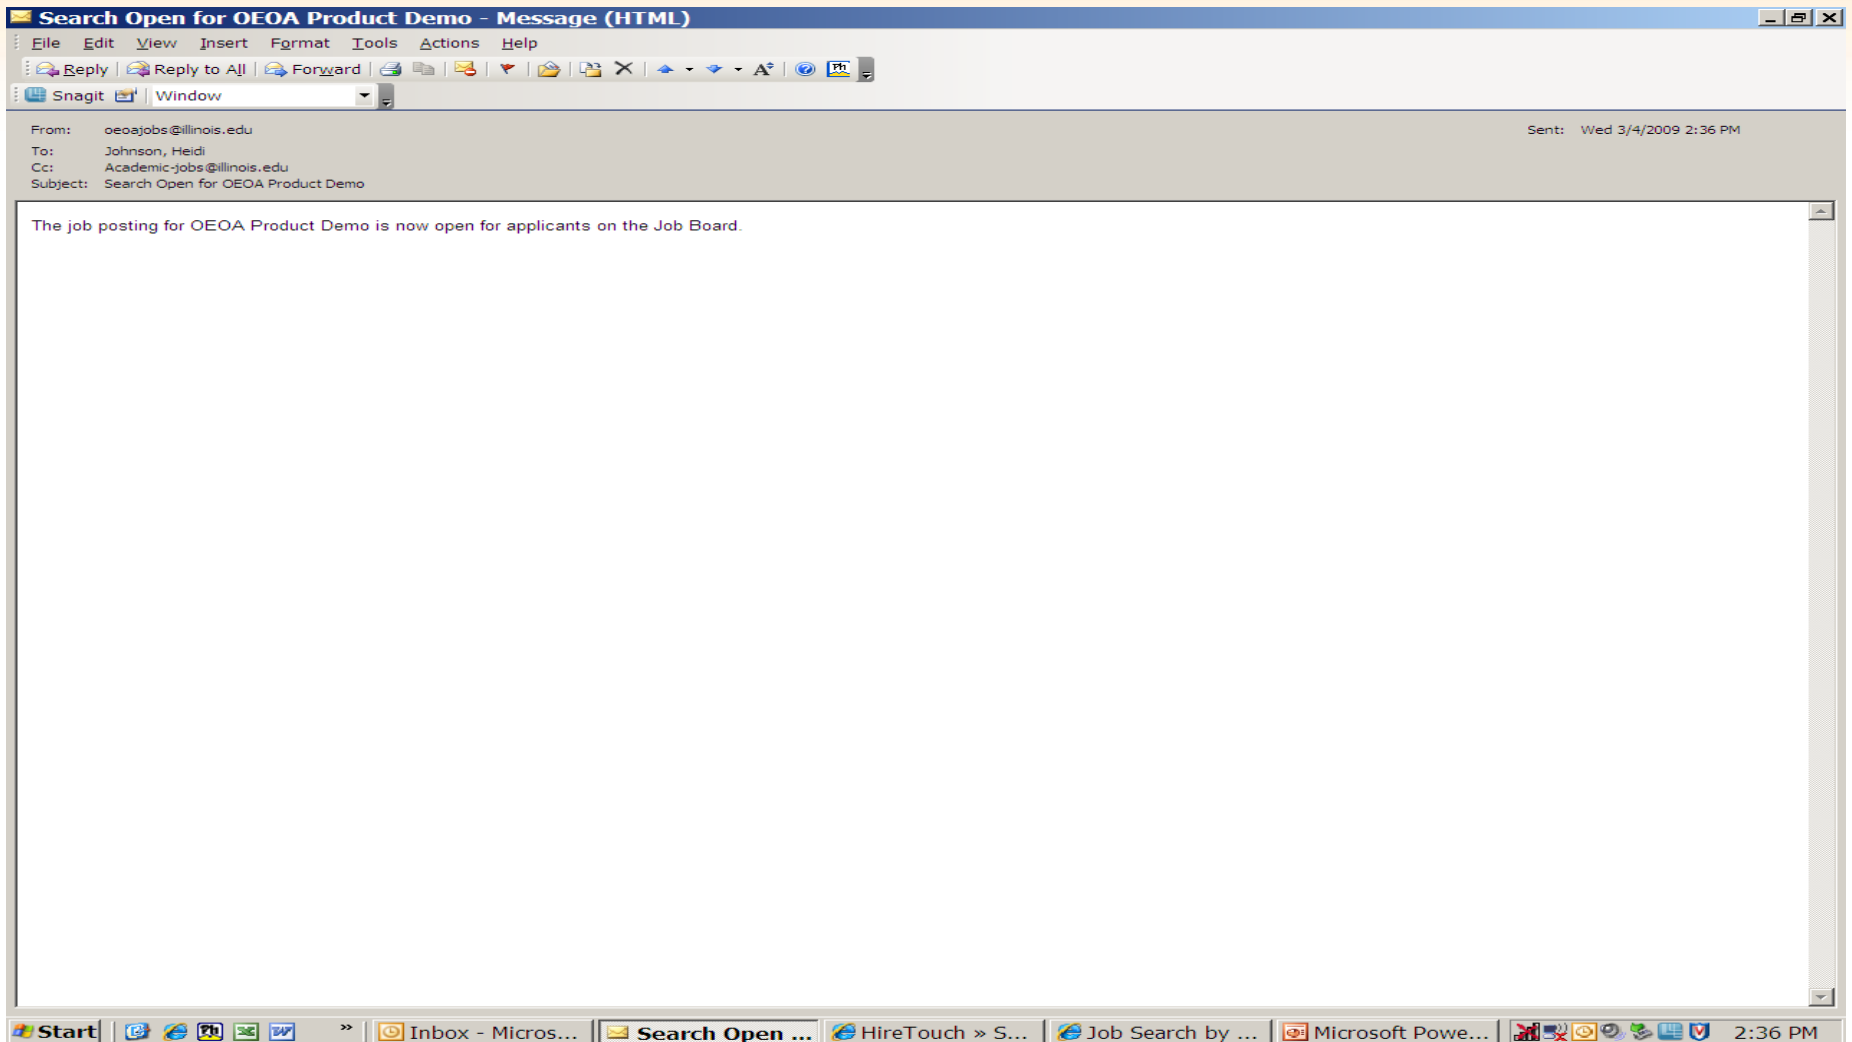 Search Open for OEOA Product Demo - Message (HTML)
File Edit View Insert Format Tools Actions Help
Reply Reply to All Forward
Snagit Window
From: oeoajobs@illinois.edu Sent: Wed 3/4/2009 2:36 PM
To: Johnson, Heidi
Cc: Academic-jobs@illinois.edu
Subject: Search Open for OEOA Product Demo
The job posting for OEOA Product Demo is now open for applicants on the Job Board.
Start » Inbox - Micros... Search Open ... HireTouch » S... Job Search by ... Microsoft Powe... 2:36 PM